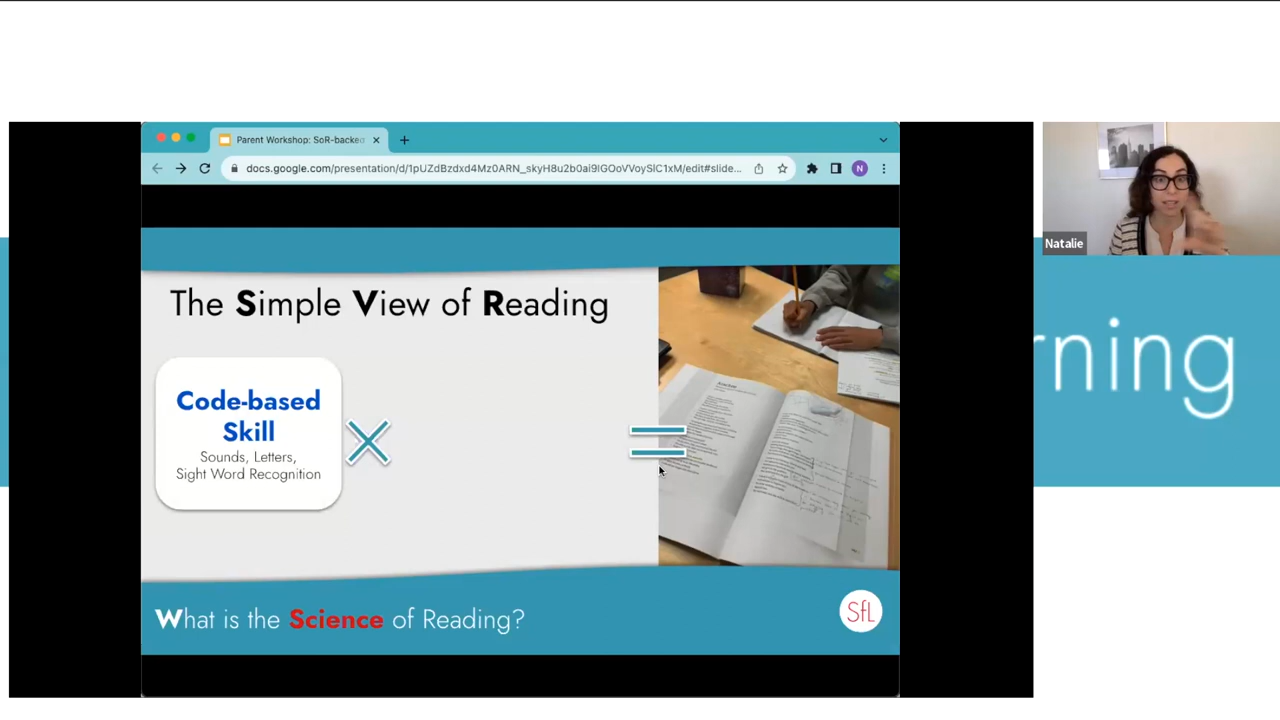 Parent Workshop: SoR-backed
docs.google.com/presentation/d/1pUZdBzdxd4Mz0ARN_skyH8u2b0ai9IGOoVVoySlC1xM/edit#slide...
N
The Simple View of Reading
Code-based
Skill
Sounds, Letters,
Sight Word Recognition
×
=
What is the Science of Reading?
SfL
Natalie
rning